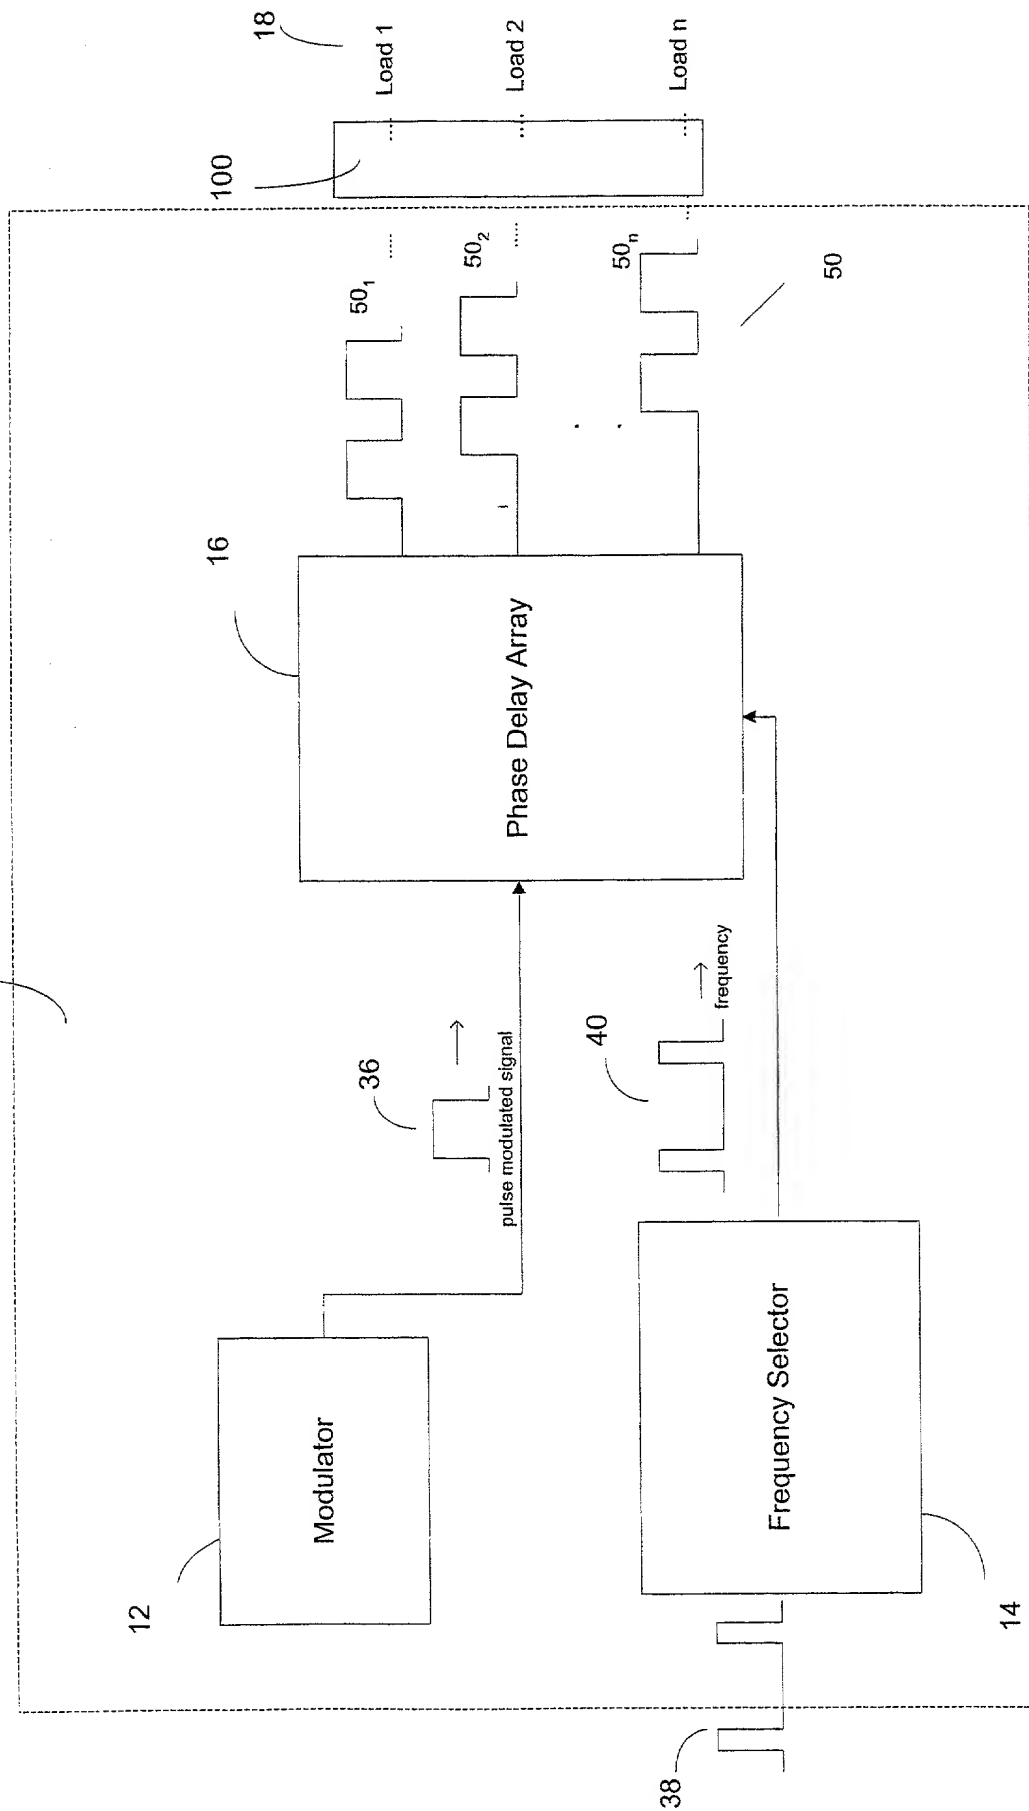 18
Load 1
Load 2
Load n
100
50₁
50₂
50ₙ
50
16
Phase Delay Array
36
pulse modulated signal
40
frequency
12
Modulator
Frequency Selector
14
38